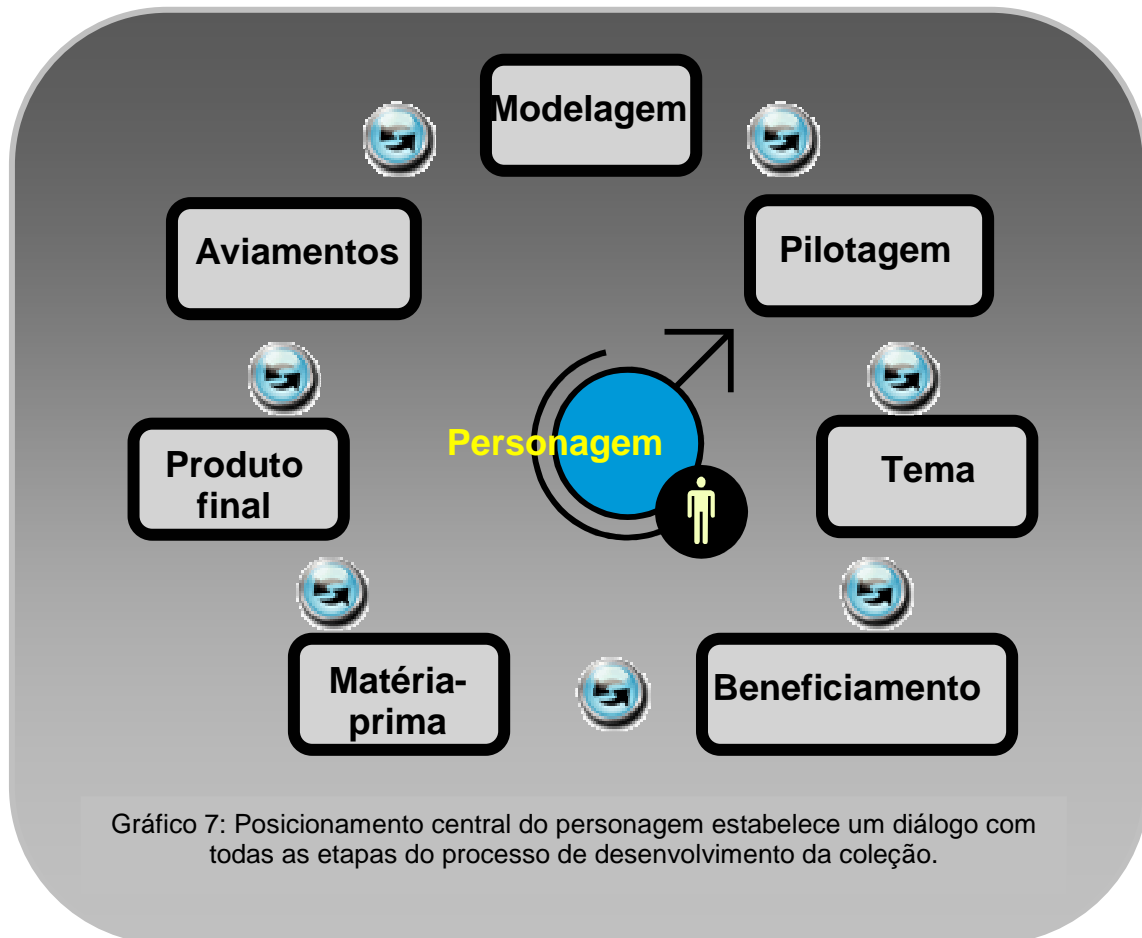 Modelagem
Aviamentos
Pilotagem
Personagem
Produto
final
Tema
Matéria-
prima
Beneficiamento
Gráfico 7: Posicionamento central do personagem estabelece um diálogo com
todas as etapas do processo de desenvolvimento da coleção.